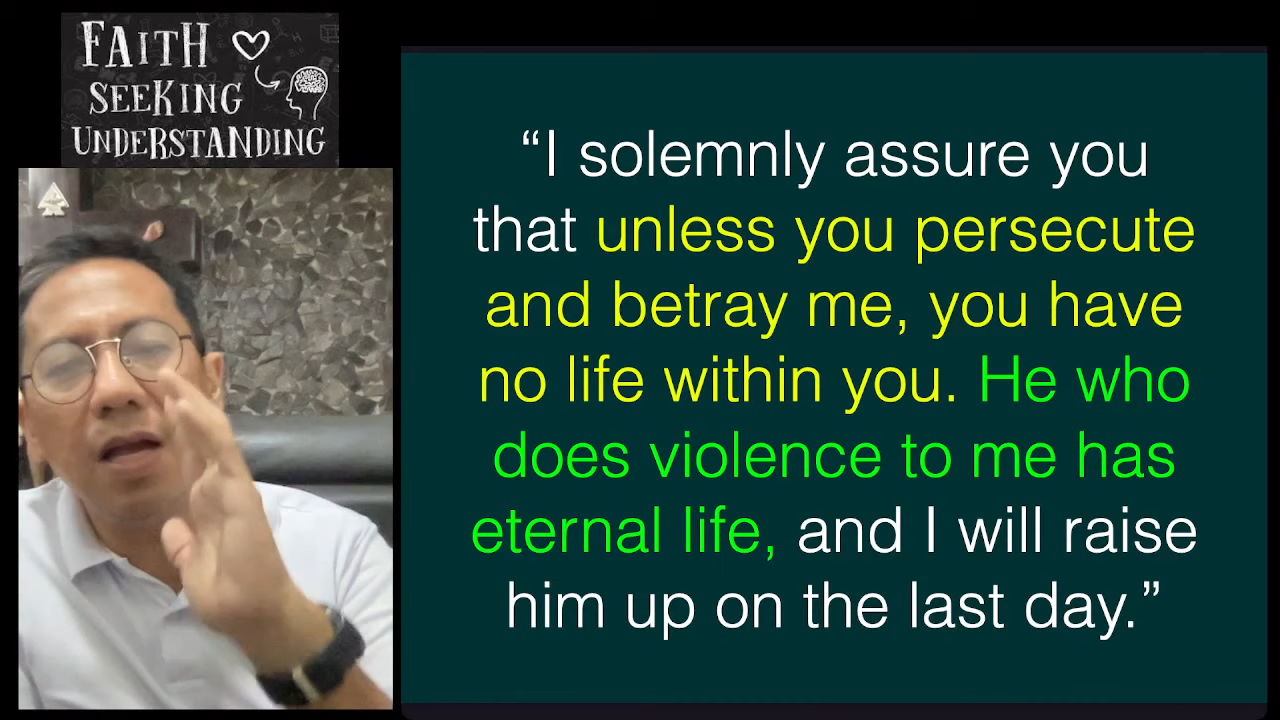 FAITH
SEEKING
UNDERSTANDING
“I solemnly assure you
that unless you persecute
and betray me, you have
no life within you. He who
does violence to me has
eternal life, and I will raise
him up on the last day.”